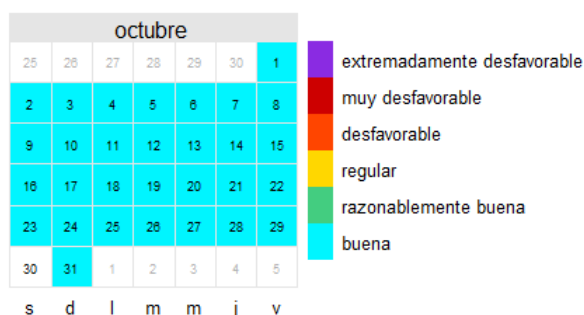 octubre
25 26 27 28 29 30 1
2 3 4 5 6 7 8
9 10 11 12 13 14 15
16 17 18 19 20 21 22
23 24 25 26 27 28 29
30 31 1 2 3 4 5
s d l m m j v
extremadamente desfavorable
muy desfavorable
desfavorable
regular
razonablemente buena
buena